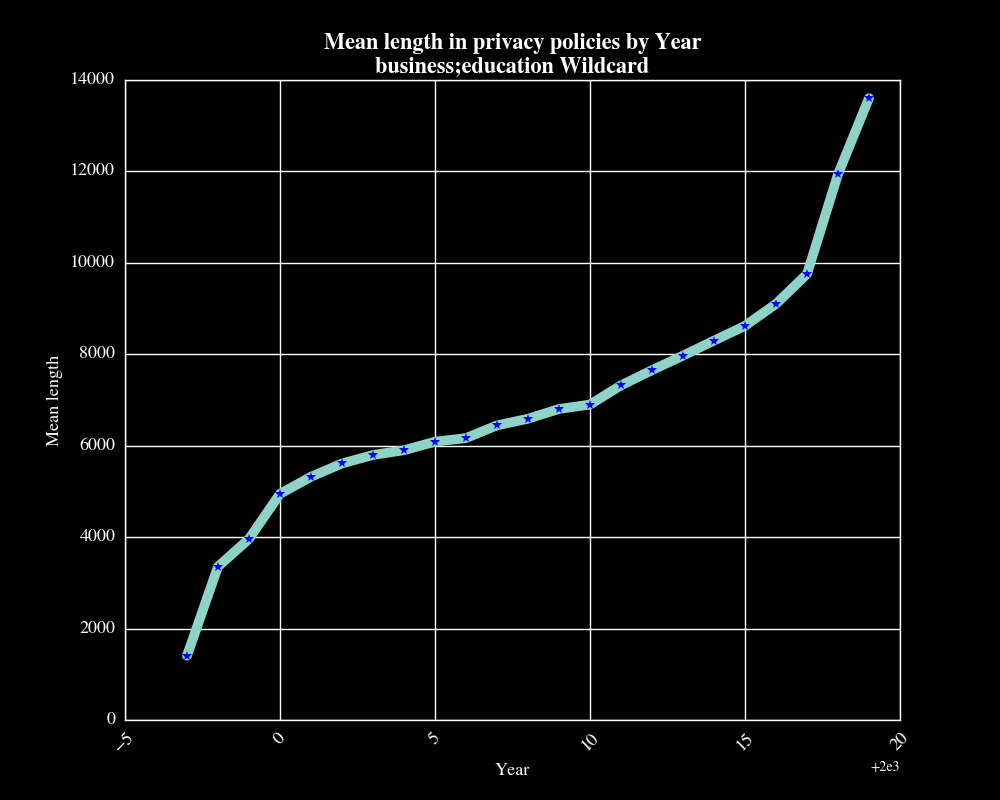 Mean length in privacy policies by Year
business;education Wildcard
14000
12000
10000
8000
6000
4000
2000
0
Mean length
−5
0
5
10
15
20
Year
+2e3